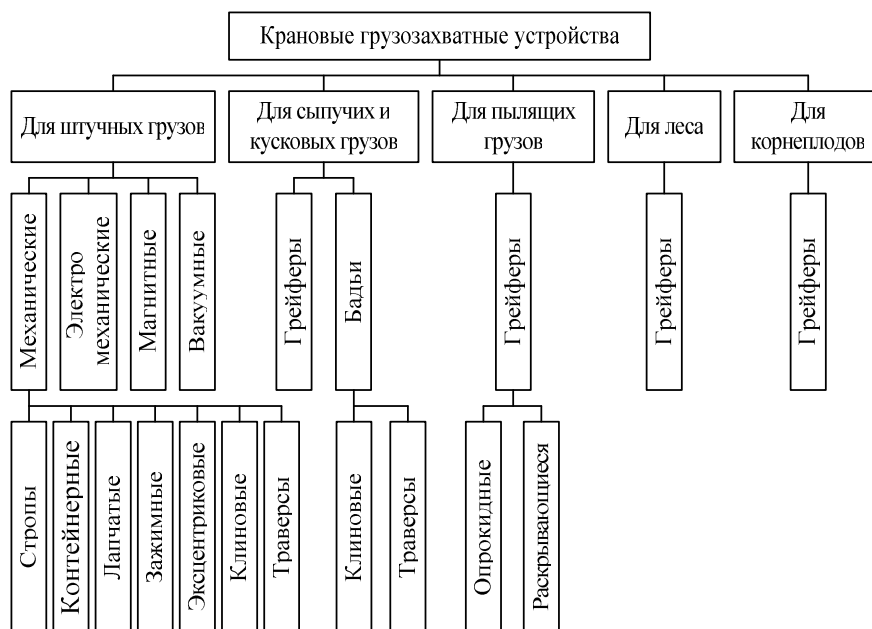 Крановые грузозахватные устройства
Для штучных грузов
Для сыпучих и
кусковых грузов
Для пылящих
грузов
Для леса
Для
корнеплодов
Механические
Электро
механические
Магнитные
Вакуумные
Грейферы
Бадьи
Грейферы
Грейферы
Грейферы
Стропы
Контейнерные
Лапчатые
Зажимные
Эксцентриковые
Клиновые
Траверсы
Клиновые
Траверсы
Опрокидные
Раскрывающиеся